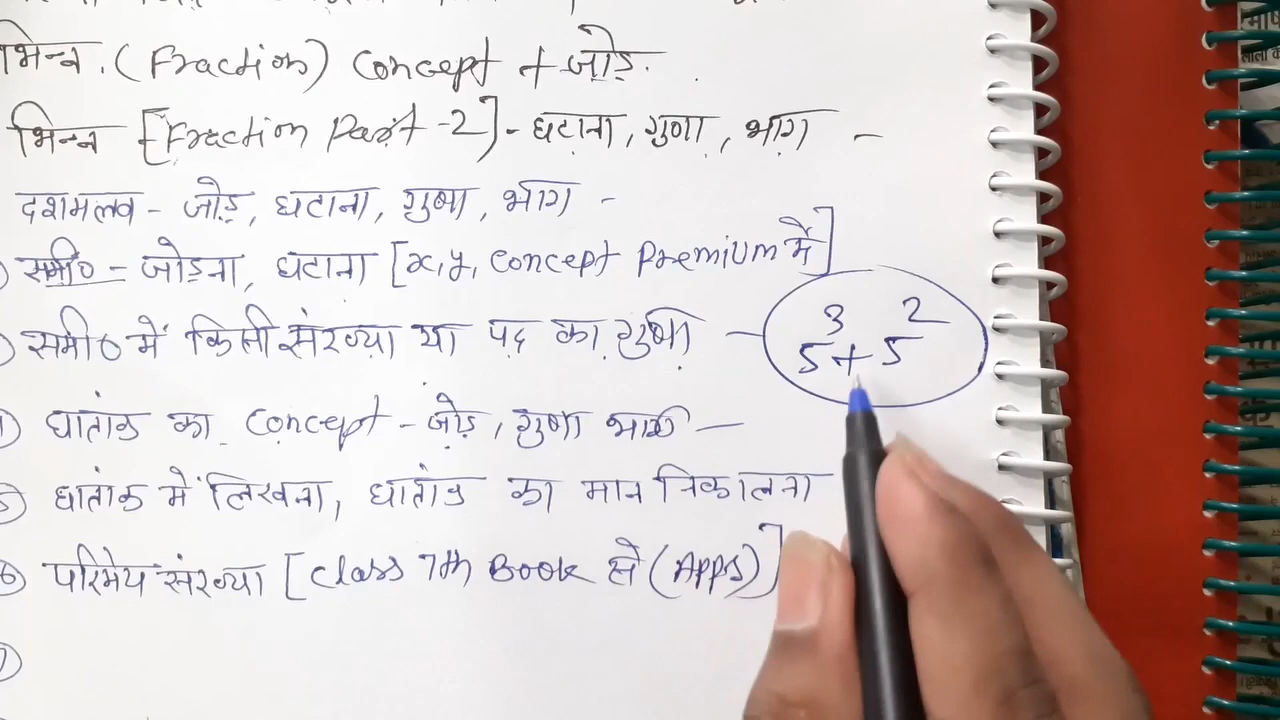 भिन्न. (Fraction) Concept + जोड़.
भिन्न [Fraction Part -2] - घटाना, गुणा, भाग -
दशमलव - जोड़, घटाना, गुणा, भाग -
समी० - जोड़ना, घटाना [x, y, Concept Premium में]
समी० में किसी संख्या या पद का गुणा -
5³ + 5²
घातांक का Concept - जोड़, गुणा भाग -
घातांक में लिखना, घातांक का मान निकालना
परिमेय संख्या [Class 7th Book से (Apps)]